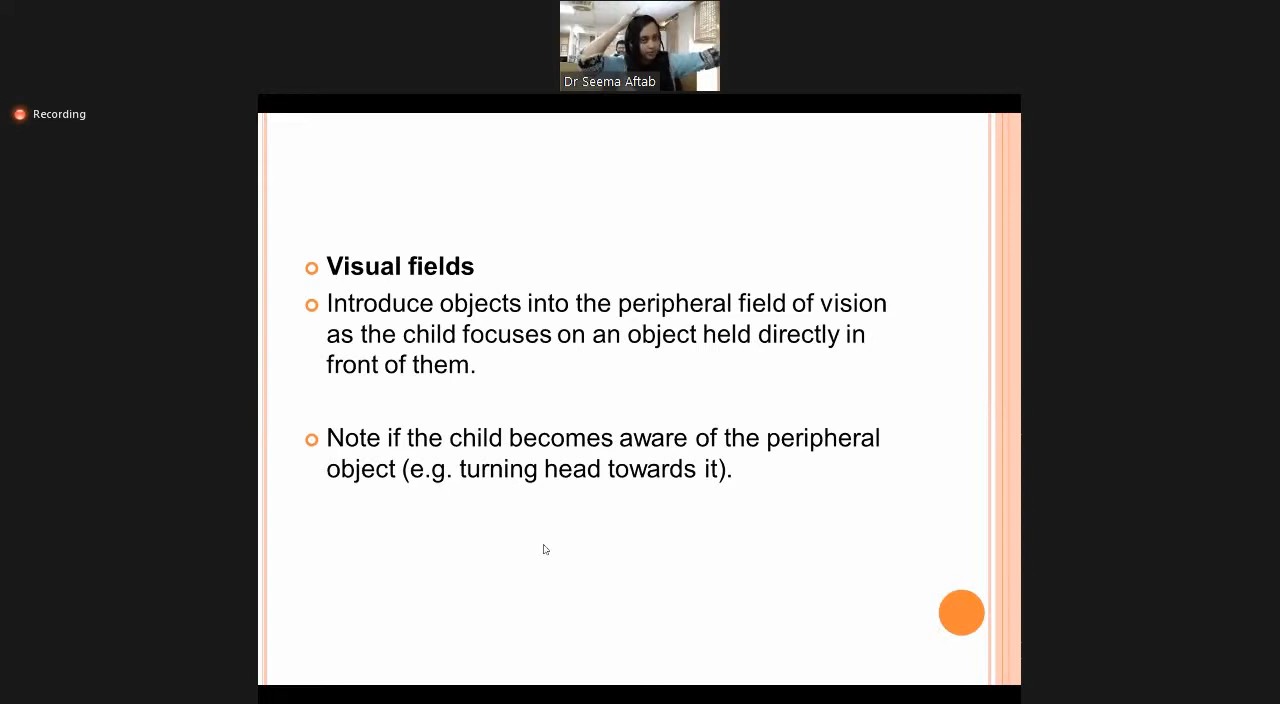 Dr Seema Aftab
Recording
Visual fields
Introduce objects into the peripheral field of vision
as the child focuses on an object held directly in
front of them.
Note if the child becomes aware of the peripheral
object (e.g. turning head towards it).